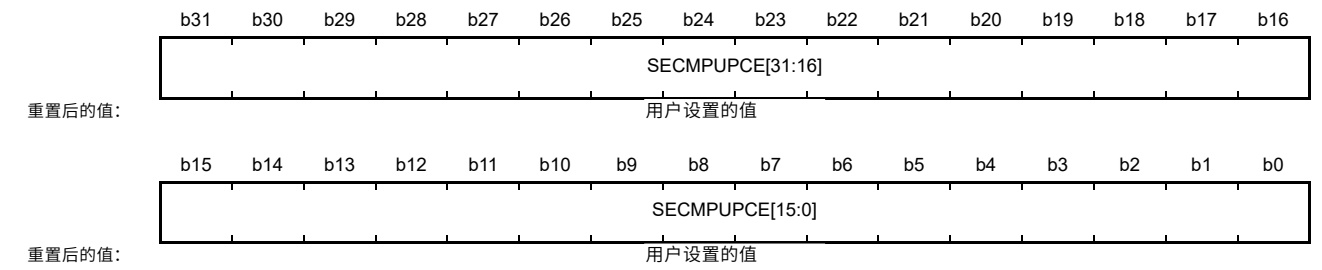 b31 b30 b29 b28 b27 b26 b25 b24 b23 b22 b21 b20 b19 b18 b17 b16
SECMPUPCE[31:16]
重置后的值: 用户设置的值
b15 b14 b13 b12 b11 b10 b9 b8 b7 b6 b5 b4 b3 b2 b1 b0
SECMPUPCE[15:0]
重置后的值: 用户设置的值